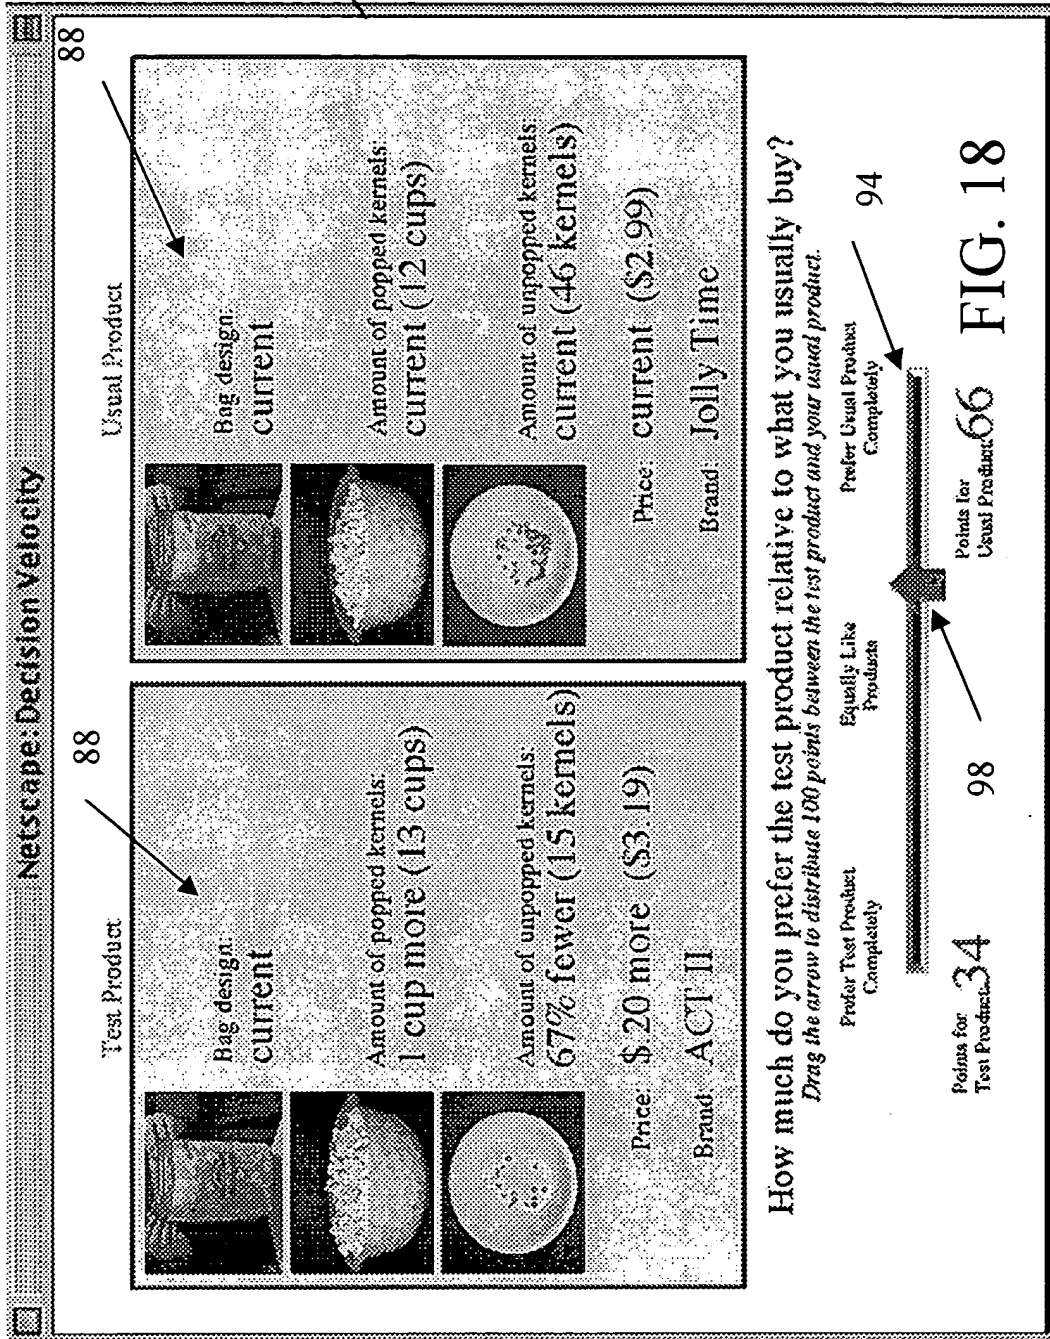 Netscape: Decision Velocity
88
88
Test Product
Bag design:
current
Amount of popped kernels:
1 cup more (13 cups)
Amount of unpopped kernels:
67% fewer (15 kernels)
Price: $.20 more ($3.19)
Brand: ACT II
Usual Product
Bag design:
current
Amount of popped kernels:
current (12 cups)
Amount of unpopped kernels:
current (46 kernels)
Price: current ($2.99)
Brand: Jolly Time
How much do you prefer the test product relative to what you usually buy?
Drag the arrow to distribute 100 points between the test product and your usual product.
Prefer Test Product
Completely
Equally Like
Products
Prefer Usual Product
Completely
94
98
Points for
Test Product: 34
Points for
Usual Product: 66
FIG. 18